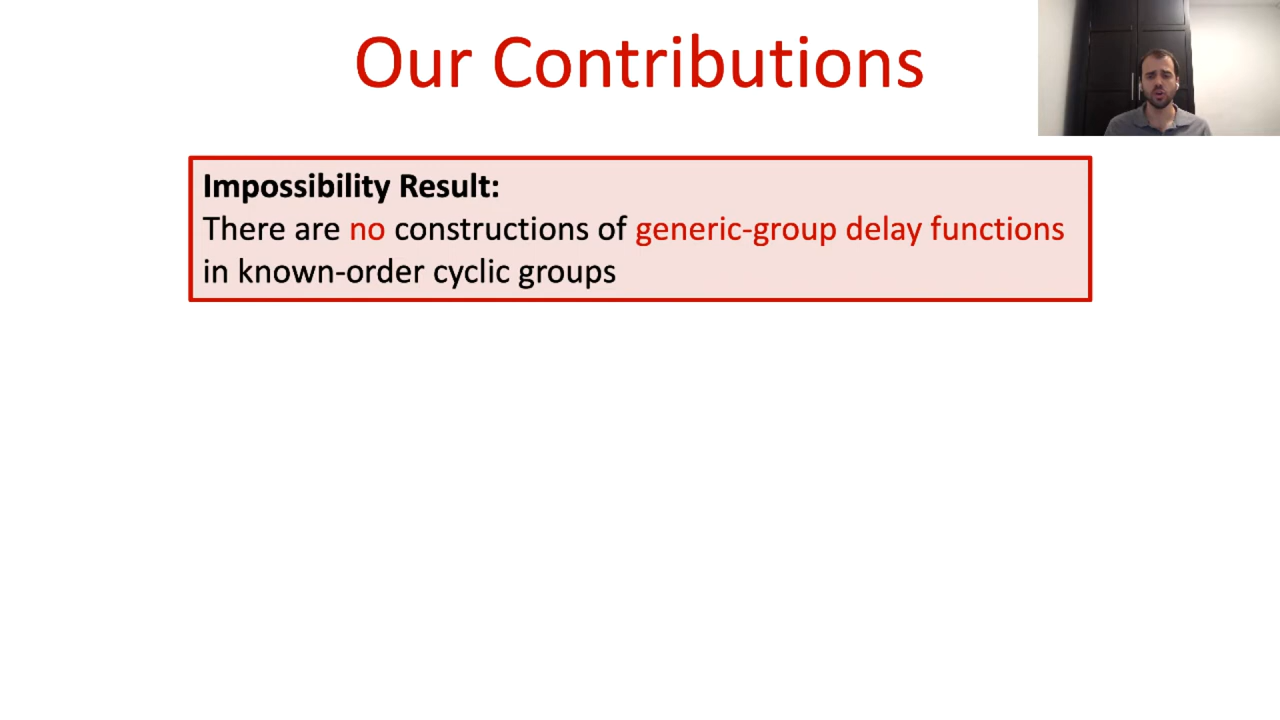 Our Contributions
Impossibility Result:
There are no constructions of generic-group delay functions
in known-order cyclic groups